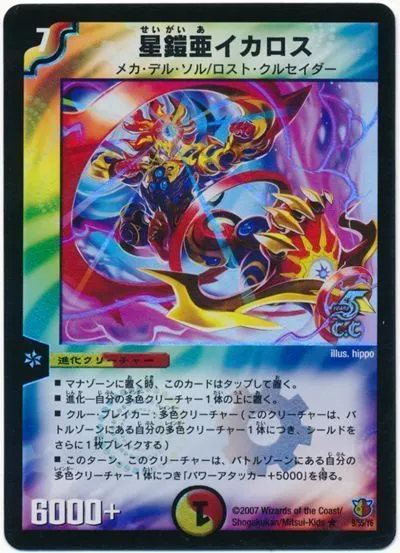 7
せいがい あ
星鎧亜イカロス
メカ・デル・ソル/ロスト・クルセイダー
5
YEARS
C.C
illus. hippo
進化クリーチャー
■ マナゾーンに置く時、このカードはタップして置く。
■ 進化―自分の多色クリーチャー1体の上に置く。
■ クルー・ブレイカー：多色クリーチャー(このクリーチャーは、バ
トルゾーンにある自分の多色クリーチャー1体につき、シールドを
さらに1枚ブレイクする)
■ このターン、このクリーチャーは、バトルゾーンにある自分の
多色クリーチャー1体につき「パワーアタッカー+5000」を得る。
6000+
1
©2007 Wizards of the Coast/
Shogakukan/Mitsui-Kids ★ 9/55/Y6